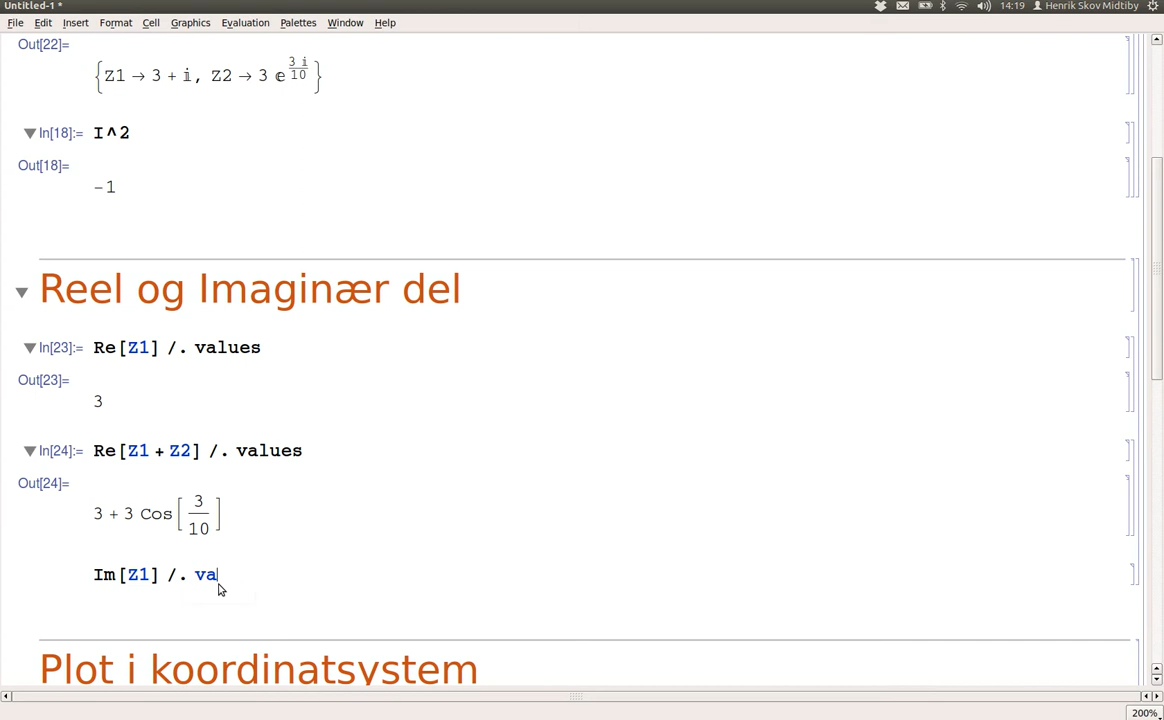 Untitled-1 *
14:19 Henrik Skov Midtiby
File Edit Insert Format Cell Graphics Evaluation Palettes Window Help
Out[22]=
{Z1 → 3 + ⅈ, Z2 → 3 ⅇ^(3 ⅈ/10)}
In[18]:= I^2
Out[18]=
-1
Reel og Imaginær del
In[23]:= Re[Z1] /. values
Out[23]=
3
In[24]:= Re[Z1 + Z2] /. values
Out[24]=
3 + 3 Cos[3/10]
Im[Z1] /. va
Plot i koordinatsystem
200%